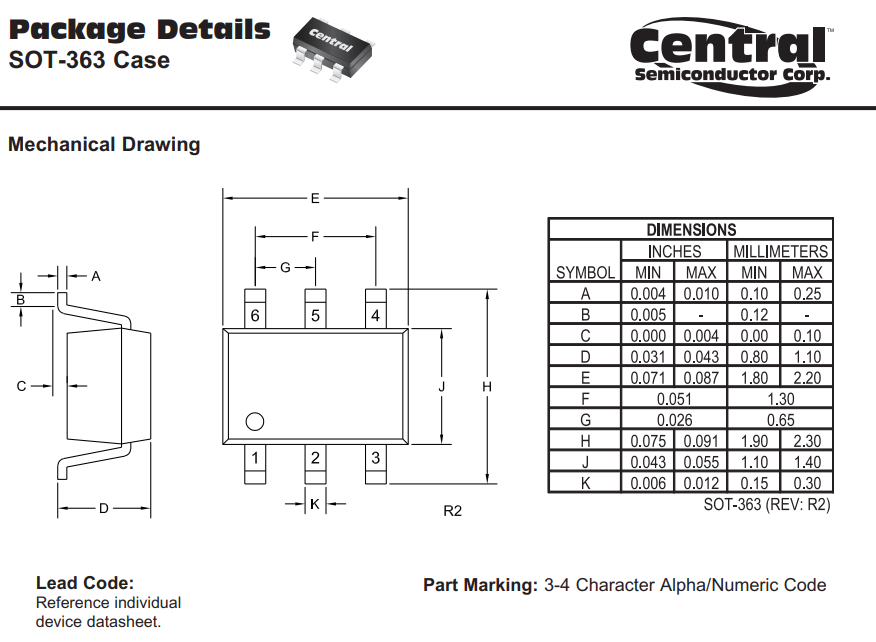 Package Details
SOT-363 Case
Central
Central™
Semiconductor Corp.
Mechanical Drawing
E
F
G
A
B
6 5 4
C
J
H
1 2 3
K
D
R2
DIMENSIONS
INCHES MILLIMETERS
SYMBOL MIN MAX MIN MAX
A 0.004 0.010 0.10 0.25
B 0.005 - 0.12 -
C 0.000 0.004 0.00 0.10
D 0.031 0.043 0.80 1.10
E 0.071 0.087 1.80 2.20
F 0.051 1.30
G 0.026 0.65
H 0.075 0.091 1.90 2.30
J 0.043 0.055 1.10 1.40
K 0.006 0.012 0.15 0.30
SOT-363 (REV: R2)
Lead Code:
Reference individual
device datasheet.
Part Marking: 3-4 Character Alpha/Numeric Code